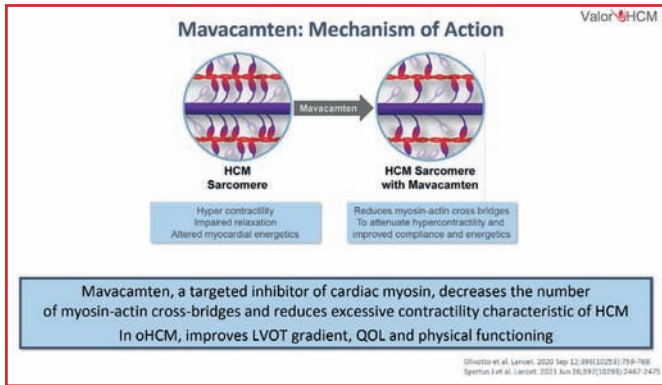 Valor HCM
Mavacamten: Mechanism of Action
Mavacamten
HCM
Sarcomere
HCM Sarcomere
with Mavacamten
Hyper contractility
Impaired relaxation
Altered myocardial energetics
Reduces myosin-actin cross bridges
To attenuate hypercontractility and
improved compliance and energetics
Mavacamten, a targeted inhibitor of cardiac myosin, decreases the number
of myosin-actin cross-bridges and reduces excessive contractility characteristic of HCM
In oHCM, improves LVOT gradient, QOL and physical functioning
Olivotto et al. Lancet. 2020 Sep 12;396(10253):759-769.
Spertus J et al. Lancet. 2021 Jun 26;397(10293):2467-2475